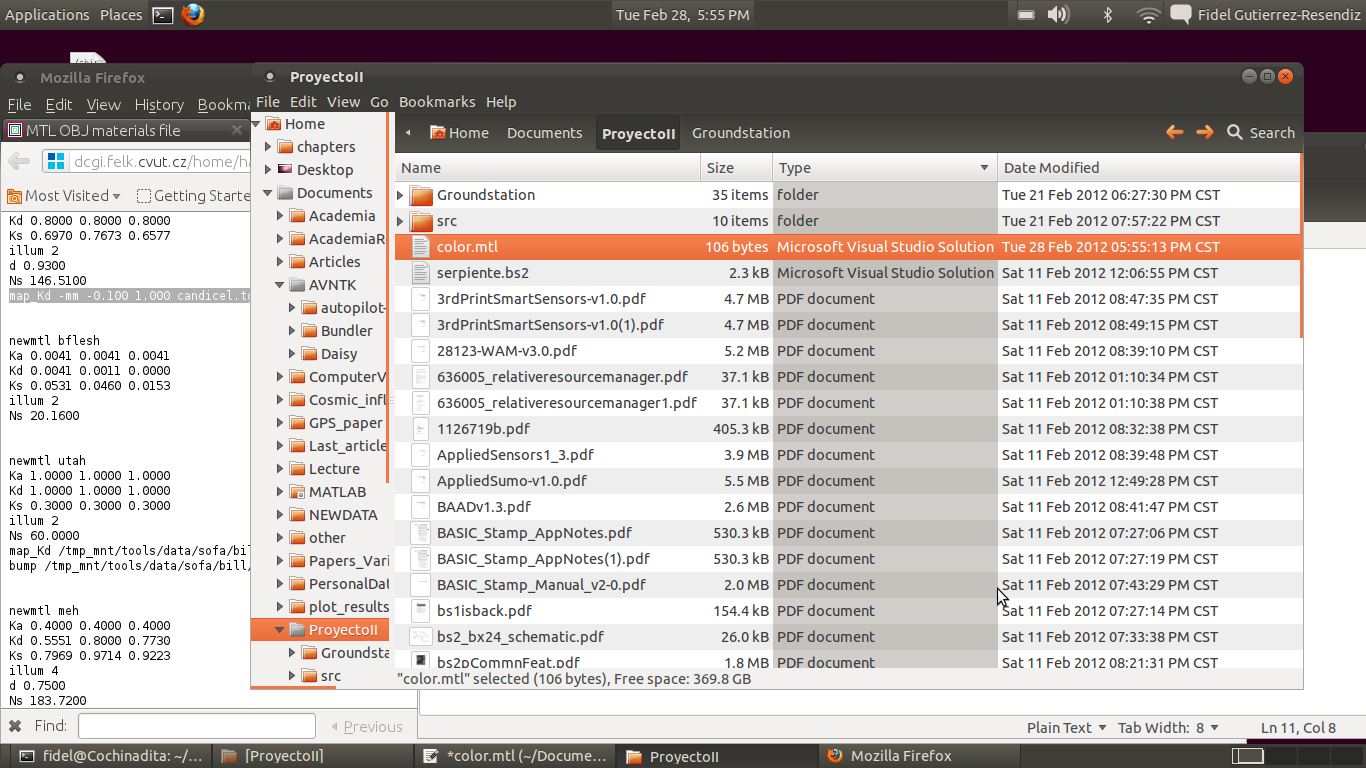 Applications Places Tue Feb 28, 5:55 PM Fidel Gutierrez-Resendiz
Mozilla Firefox
File Edit View History Bookma
MTL OBJ materials file
dcgi.felk.cvut.cz/home/
Most Visited Getting Starte
Kd 0.8000 0.8000 0.8000
Ks 0.6970 0.7673 0.6577
illum 2
d 0.9300
Ns 146.5100
map_Kd -mm -0.100 1.000 candicel.
newmtl bflesh
Ka 0.0041 0.0041 0.0041
Kd 0.0041 0.0011 0.0000
Ks 0.0531 0.0460 0.0153
illum 2
Ns 20.1600
newmtl utah
Ka 1.0000 1.0000 1.0000
Kd 1.0000 1.0000 1.0000
Ks 0.3000 0.3000 0.3000
illum 2
Ns 60.0000
map_Kd /tmp_mnt/tools/data/sofa/bil
bump /tmp_mnt/tools/data/sofa/bill/
newmtl meh
Ka 0.4000 0.4000 0.4000
Kd 0.5551 0.8000 0.7730
Ks 0.7969 0.9714 0.9223
illum 4
d 0.7500
Ns 183.7200
Find: Previous
ProyectoII
File Edit View Go Bookmarks Help
Home
chapters
Desktop
Documents
Academia
AcademiaR
Articles
AVNTK
autopilot-
Bundler
Daisy
ComputerV
Cosmic_infl
GPS_paper
Last_article
Lecture
MATLAB
NEWDATA
other
Papers_Vari
PersonalDat
plot_results
ProyectoII
Groundsta
src
Home Documents ProyectoII Groundstation Search
Name Size Type Date Modified
Groundstation 35 items folder Tue 21 Feb 2012 06:27:30 PM CST
src 10 items folder Tue 21 Feb 2012 07:57:22 PM CST
color.mtl 106 bytes Microsoft Visual Studio Solution Tue 28 Feb 2012 05:55:13 PM CST
serpiente.bs2 2.3 kB Microsoft Visual Studio Solution Sat 11 Feb 2012 12:06:55 PM CST
3rdPrintSmartSensors-v1.0.pdf 4.7 MB PDF document Sat 11 Feb 2012 08:47:35 PM CST
3rdPrintSmartSensors-v1.0(1).pdf 4.7 MB PDF document Sat 11 Feb 2012 08:49:15 PM CST
28123-WAM-v3.0.pdf 5.2 MB PDF document Sat 11 Feb 2012 08:39:10 PM CST
636005_relativeresourcemanager.pdf 37.1 kB PDF document Sat 11 Feb 2012 01:10:34 PM CST
636005_relativeresourcemanager1.pdf 37.1 kB PDF document Sat 11 Feb 2012 01:10:38 PM CST
1126719b.pdf 405.3 kB PDF document Sat 11 Feb 2012 08:32:38 PM CST
AppliedSensors1_3.pdf 3.9 MB PDF document Sat 11 Feb 2012 08:39:48 PM CST
AppliedSumo-v1.0.pdf 5.5 MB PDF document Sat 11 Feb 2012 12:49:28 PM CST
BAADv1.3.pdf 2.6 MB PDF document Sat 11 Feb 2012 08:41:47 PM CST
BASIC_Stamp_AppNotes.pdf 530.3 kB PDF document Sat 11 Feb 2012 07:27:06 PM CST
BASIC_Stamp_AppNotes(1).pdf 530.3 kB PDF document Sat 11 Feb 2012 07:27:19 PM CST
BASIC_Stamp_Manual_v2-0.pdf 2.0 MB PDF document Sat 11 Feb 2012 07:43:29 PM CST
bs1isback.pdf 154.4 kB PDF document Sat 11 Feb 2012 07:27:14 PM CST
bs2_bx24_schematic.pdf 26.0 kB PDF document Sat 11 Feb 2012 07:33:38 PM CST
bs2pCommnFeat.pdf 1.8 MB PDF document Sat 11 Feb 2012 08:21:31 PM CST
"color.mtl" selected (106 bytes), Free space: 369.8 GB
Plain Text Tab Width: 8 Ln 11, Col 8
fidel@Cochinadita: ~/... [ProyectoII] *color.mtl (~/Docume... ProyectoII Mozilla Firefox